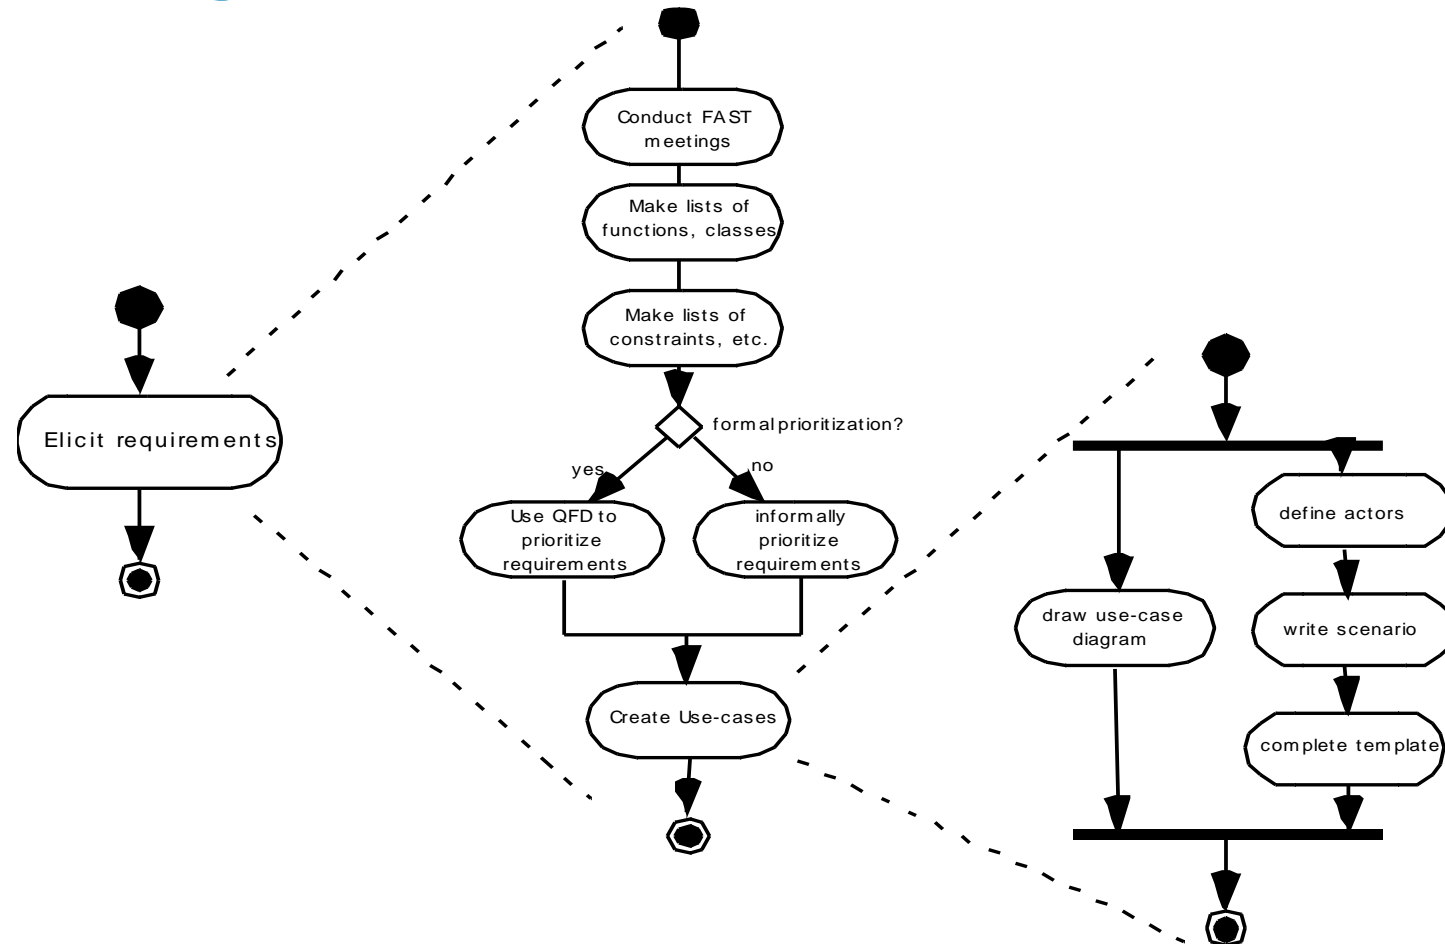 Elicit requirements
Conduct FAST
meetings
Make lists of
functions, classes
Make lists of
constraints, etc.
formal prioritization?
yes
no
Use QFD to
prioritize
requirements
informally
prioritize
requirements
Create Use-cases
draw use-case
diagram
define actors
write scenario
complete template